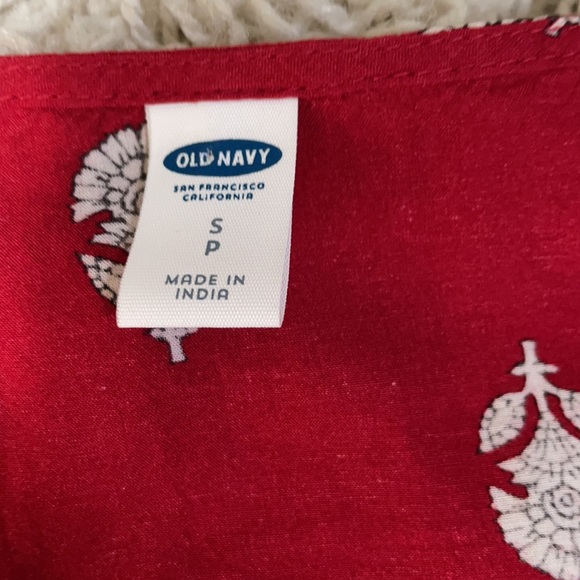 OLD NAVY
SAN FRANCISCO
CALIFORNIA
S
P
MADE IN
INDIA